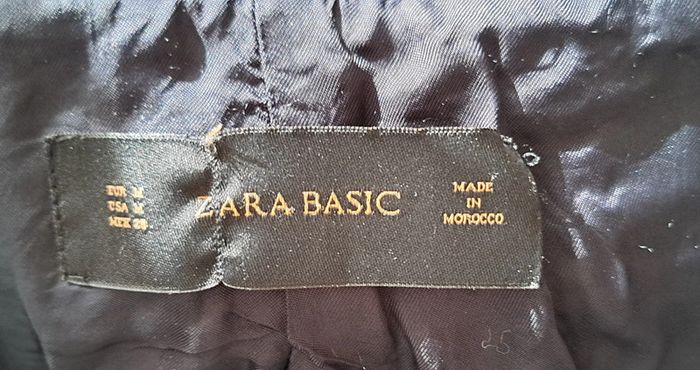 EUR M
USA M
MEX 28
ZARA BASIC
MADE
IN
MOROCCO